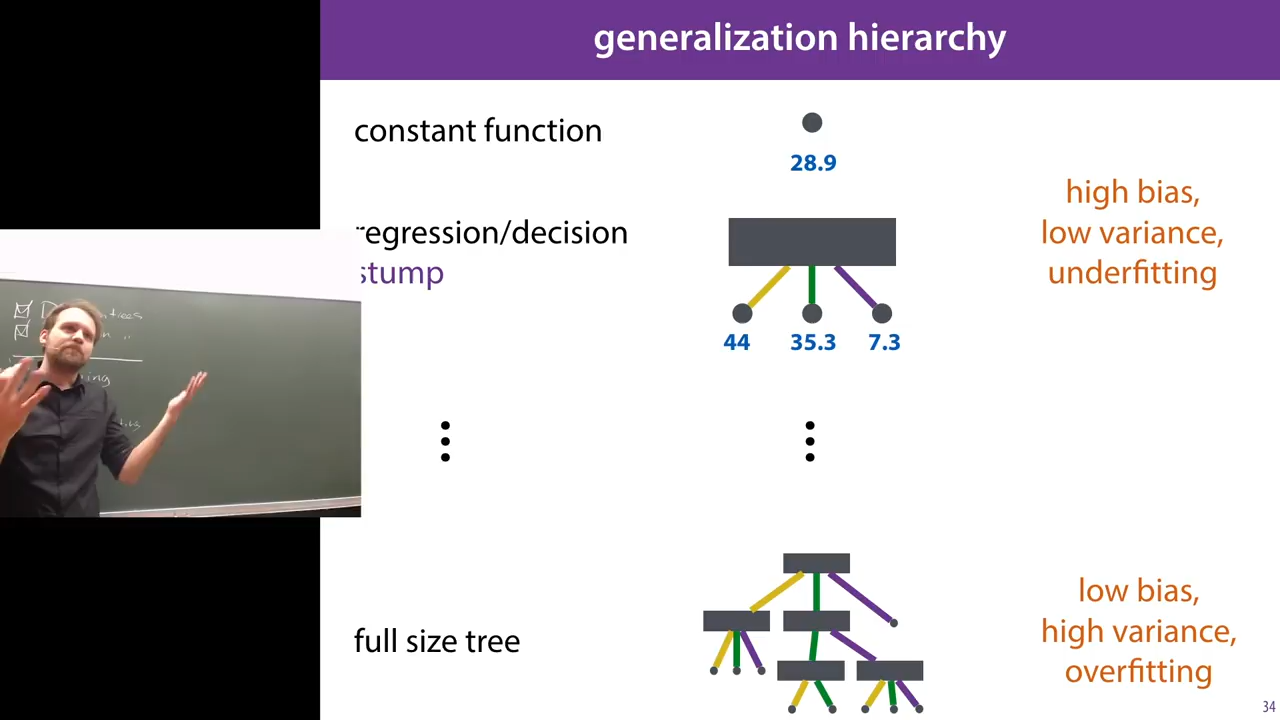 generalization hierarchy
constant function
28.9
regression/decision
stump
44 35.3 7.3
high bias,
low variance,
underfitting
full size tree
low bias,
high variance,
overfitting
34